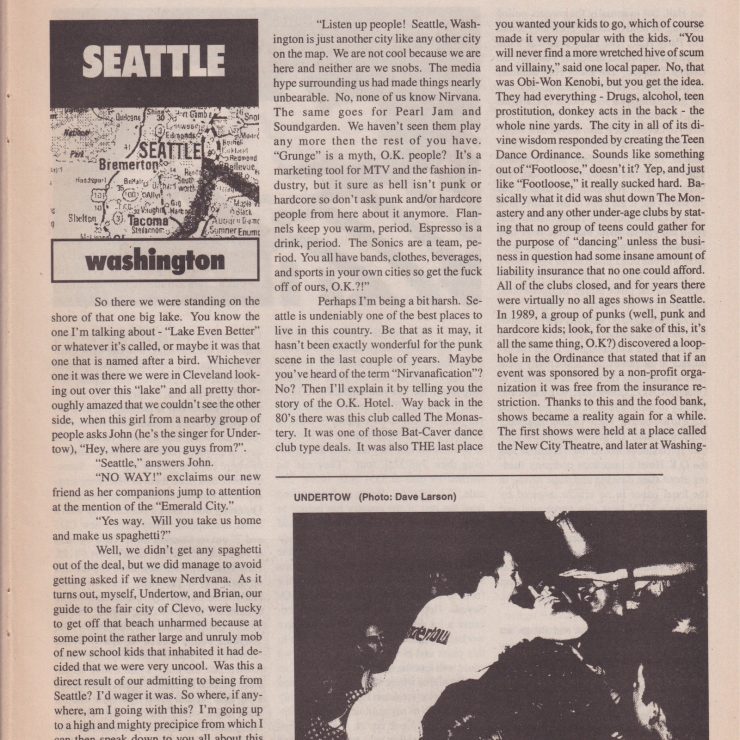 SEATTLE
Bremerton
SEATTLE
Tacoma
Shelton
Redmond
Bellevue
Edmonds
washington
So there we were standing on the
shore of that one big lake. You know the
one I'm talking about - "Lake Even Better"
or whatever it's called, or maybe it was that
one that is named after a bird. Whichever
one it was there we were in Cleveland look-
ing out over this "lake" and all pretty thor-
oughly amazed that we couldn't see the other
side, when this girl from a nearby group of
people asks John (he's the singer for Under-
tow), "Hey, where are you guys from?".
"Seattle," answers John.
"NO WAY!" exclaims our new
friend as her companions jump to attention
at the mention of the "Emerald City."
"Yes way. Will you take us home
and make us spaghetti?"
Well, we didn't get any spaghetti
out of the deal, but we did manage to avoid
getting asked if we knew Nerdvana. As it
turns out, myself, Undertow, and Brian, our
guide to the fair city of Clevo, were lucky
to get off that beach unharmed because at
some point the rather large and unruly mob
of new school kids that inhabited it had de-
cided that we were very uncool. Was this a
direct result of our admitting to being from
Seattle? I'd wager it was. So where, if any-
where, am I going with this? I'm going up
to a high and mighty precipice from which I
can then speak down to you all about this
"Listen up people! Seattle, Wash-
ington is just another city like any other city
on the map. We are not cool because we are
here and neither are we snobs. The media
hype surrounding us had made things nearly
unbearable. No, none of us know Nirvana.
The same goes for Pearl Jam and
Soundgarden. We haven't seen them play
any more then the rest of you have.
"Grunge" is a myth, O.K. people? It's a
marketing tool for MTV and the fashion in-
dustry, but it sure as hell isn't punk or
hardcore so don't ask punk and/or hardcore
people from here about it anymore. Flan-
nels keep you warm, period. Espresso is a
drink, period. The Sonics are a team, pe-
riod. You all have bands, clothes, beverages,
and sports in your own cities so get the fuck
off of ours, O.K.?!"
Perhaps I'm being a bit harsh. Se-
attle is undeniably one of the best places to
live in this country. Be that as it may, it
hasn't been exactly wonderful for the punk
scene in the last couple of years. Maybe
you've heard of the term "Nirvanafication"?
No? Then I'll explain it by telling you the
story of the O.K. Hotel. Way back in the
80's there was this club called The Monas-
tery. It was one of those Bat-Caver dance
club type deals. It was also THE last place
you wanted your kids to go, which of course
made it very popular with the kids. "You
will never find a more wretched hive of scum
and villainy," said one local paper. No, that
was Obi-Won Kenobi, but you get the idea.
They had everything - Drugs, alcohol, teen
prostitution, donkey acts in the back - the
whole nine yards. The city in all of its di-
vine wisdom responded by creating the Teen
Dance Ordinance. Sounds like something
out of "Footloose," doesn't it? Yep, and just
like "Footloose," it really sucked hard. Ba-
sically what it did was shut down The Mon-
astery and any other under-age clubs by stat-
ing that no group of teens could gather for
the purpose of "dancing" unless the busi-
ness in question had some insane amount of
liability insurance that no one could afford.
All of the clubs closed, and for years there
were virtually no all ages shows in Seattle.
In 1989, a group of punks (well, punk and
hardcore kids; look, for the sake of this, it's
all the same thing, O.K?) discovered a loop-
hole in the Ordinance that stated that if an
event was sponsored by a non-profit orga-
nization it was free from the insurance re-
striction. Thanks to this and the food bank,
shows became a reality again for a while.
The first shows were held at a place called
the New City Theatre, and later at Washing-
UNDERTOW (Photo: Dave Larson)